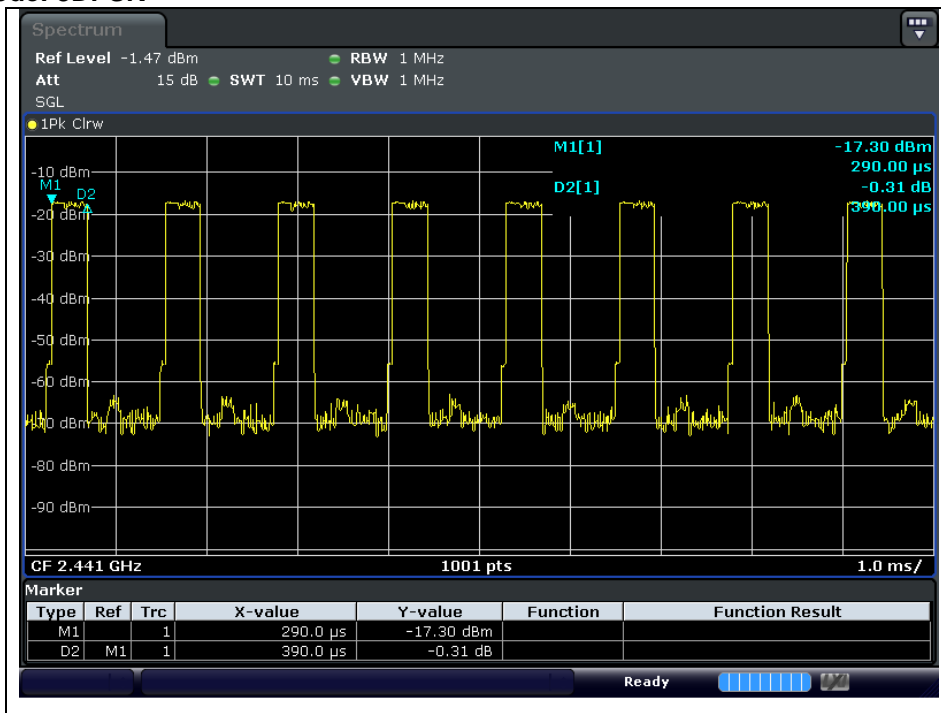 Spectrum
Ref Level -1.47 dBm RBW 1 MHz
Att 15 dB SWT 10 ms VBW 1 MHz
SGL
1Pk Clrw
M1[1] -17.30 dBm
290.00 µs
D2[1] -0.31 dB
390.00 µs
-10 dBm
M1
D2
-20 dBm
-30 dBm
-40 dBm
-50 dBm
-60 dBm
-70 dBm
-80 dBm
-90 dBm
CF 2.441 GHz 1001 pts 1.0 ms/
Marker
Type Ref Trc X-value Y-value Function Function Result
M1 1 290.0 µs -17.30 dBm
D2 M1 1 390.0 µs -0.31 dB
Ready